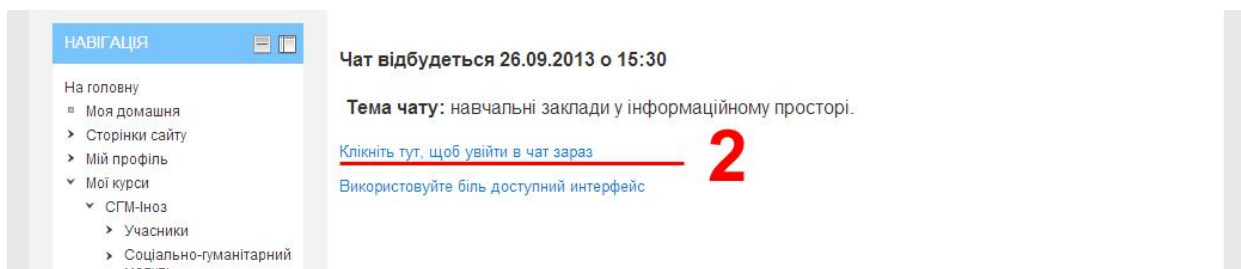 НАВІГАЦІЯ
На головну
Моя домашня
Сторінки сайту
Мій профіль
Мої курси
СГМ-Іноз
Учасники
Соціально-гуманітарний
Чат відбудеться 26.09.2013 о 15:30
Тема чату: навчальні заклади у інформаційному просторі.
Клікніть тут, щоб увійти в чат зараз
2
Використовуйте біль доступний интерфейс